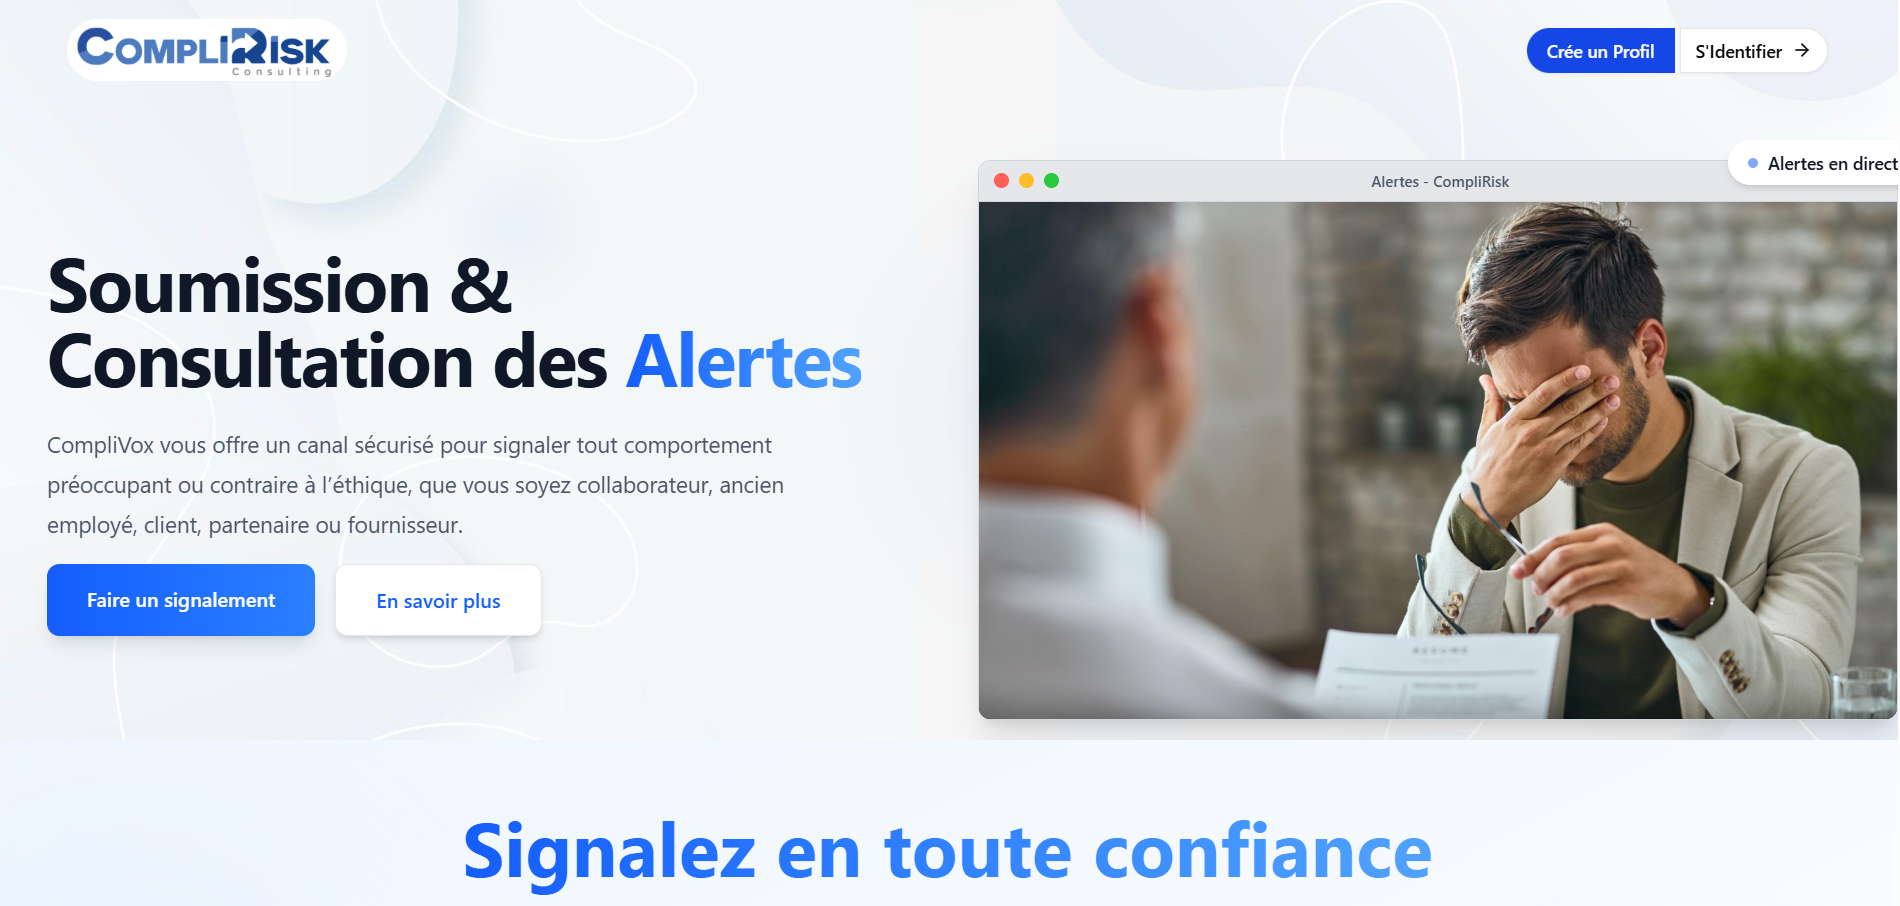 COMPLIRISK
Consulting
Crée un Profil
S'Identifier
Alertes en direct
Alertes - CompliRisk
Soumission &
Consultation des Alertes
CompliVox vous offre un canal sécurisé pour signaler tout comportement
préoccupant ou contraire à l’éthique, que vous soyez collaborateur, ancien
employé, client, partenaire ou fournisseur.
Faire un signalement
En savoir plus
RESUME
Signalez en toute confiance